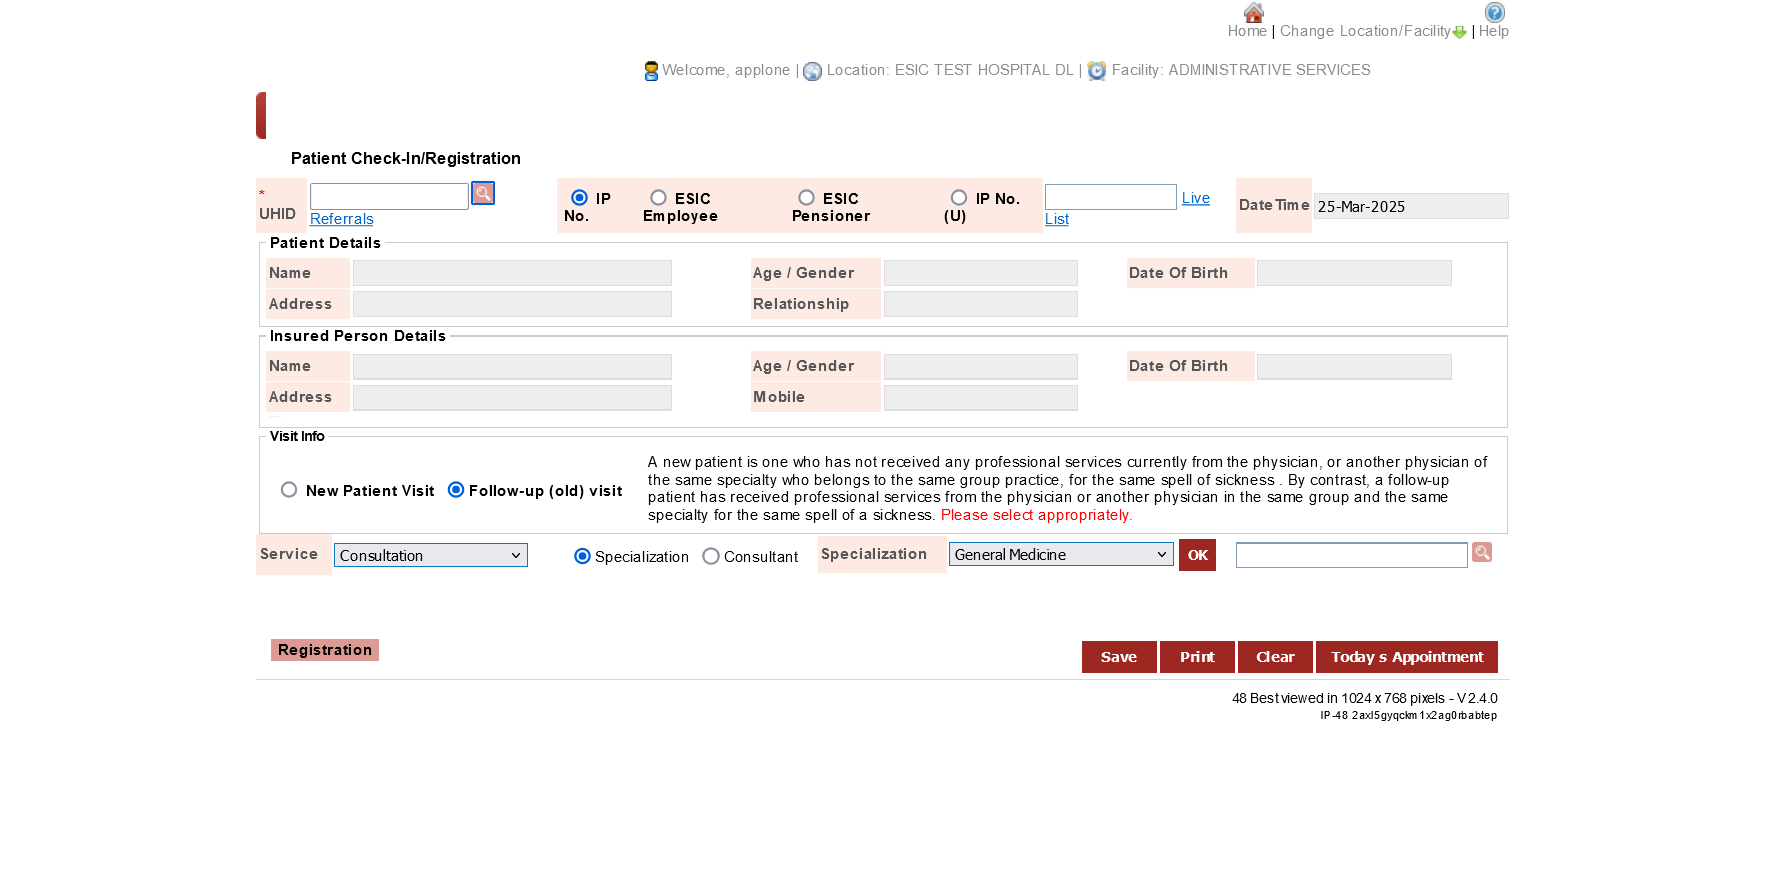 Home | Change Location/Facility | Help
Welcome, applone | Location: ESIC TEST HOSPITAL DL | Facility: ADMINISTRATIVE SERVICES
Patient Check-In/Registration
* UHID
Referrals
IP No.
ESIC Employee
ESIC Pensioner
IP No. (U)
Live List
DateTime 25-Mar-2025
Patient Details
Name Age / Gender Date Of Birth
Address Relationship
Insured Person Details
Name Age / Gender Date Of Birth
Address Mobile
Visit Info
New Patient Visit Follow-up (old) visit
A new patient is one who has not received any professional services currently from the physician, or another physician of
the same specialty who belongs to the same group practice, for the same spell of sickness . By contrast, a follow-up
patient has received professional services from the physician or another physician in the same group and the same
specialty for the same spell of a sickness. Please select appropriately.
Service Consultation Specialization Consultant Specialization General Medicine OK
Registration Save Print Clear Today s Appointment
48 Best viewed in 1024 x 768 pixels - V 2.4.0
IP-48 2axl5gyqckm1x2ag0rbabtep